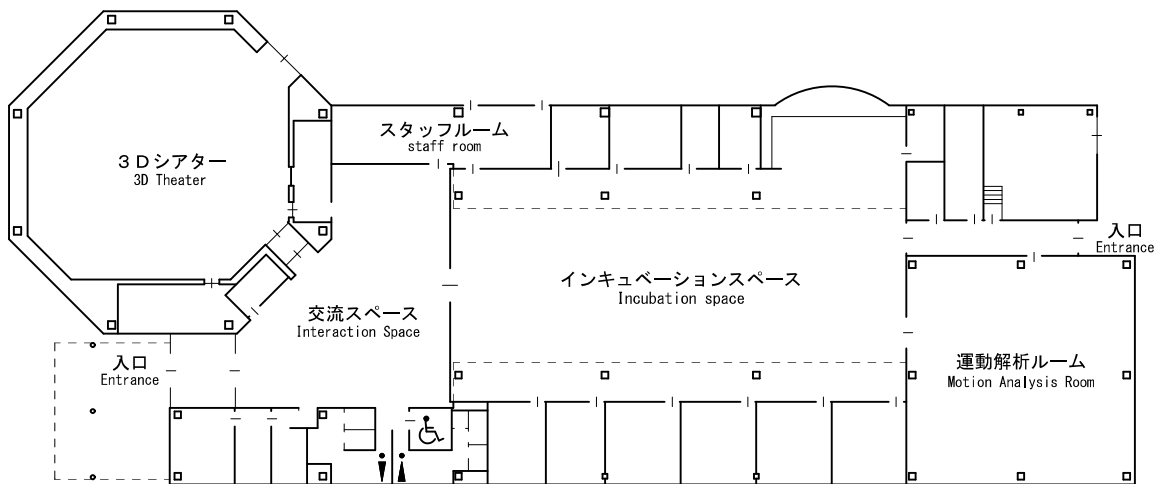 スタッフルーム
staff room
3Dシアター
3D Theater
入口
Entrance
インキュベーションスペース
Incubation space
交流スペース
Interaction Space
入口
Entrance
運動解析ルーム
Motion Analysis Room